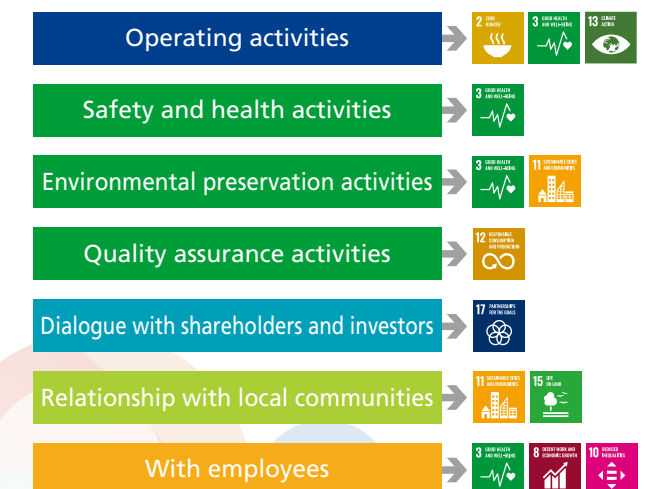 Operating activities
2 ZERO HUNGER
3 GOOD HEALTH AND WELL-BEING
13 CLIMATE ACTION
Safety and health activities
3 GOOD HEALTH AND WELL-BEING
Environmental preservation activities
3 GOOD HEALTH AND WELL-BEING
11 SUSTAINABLE CITIES AND COMMUNITIES
Quality assurance activities
12 RESPONSIBLE CONSUMPTION AND PRODUCTION
Dialogue with shareholders and investors
17 PARTNERSHIPS FOR THE GOALS
Relationship with local communities
11 SUSTAINABLE CITIES AND COMMUNITIES
15 LIFE ON LAND
With employees
3 GOOD HEALTH AND WELL-BEING
8 DECENT WORK AND ECONOMIC GROWTH
10 REDUCED INEQUALITIES